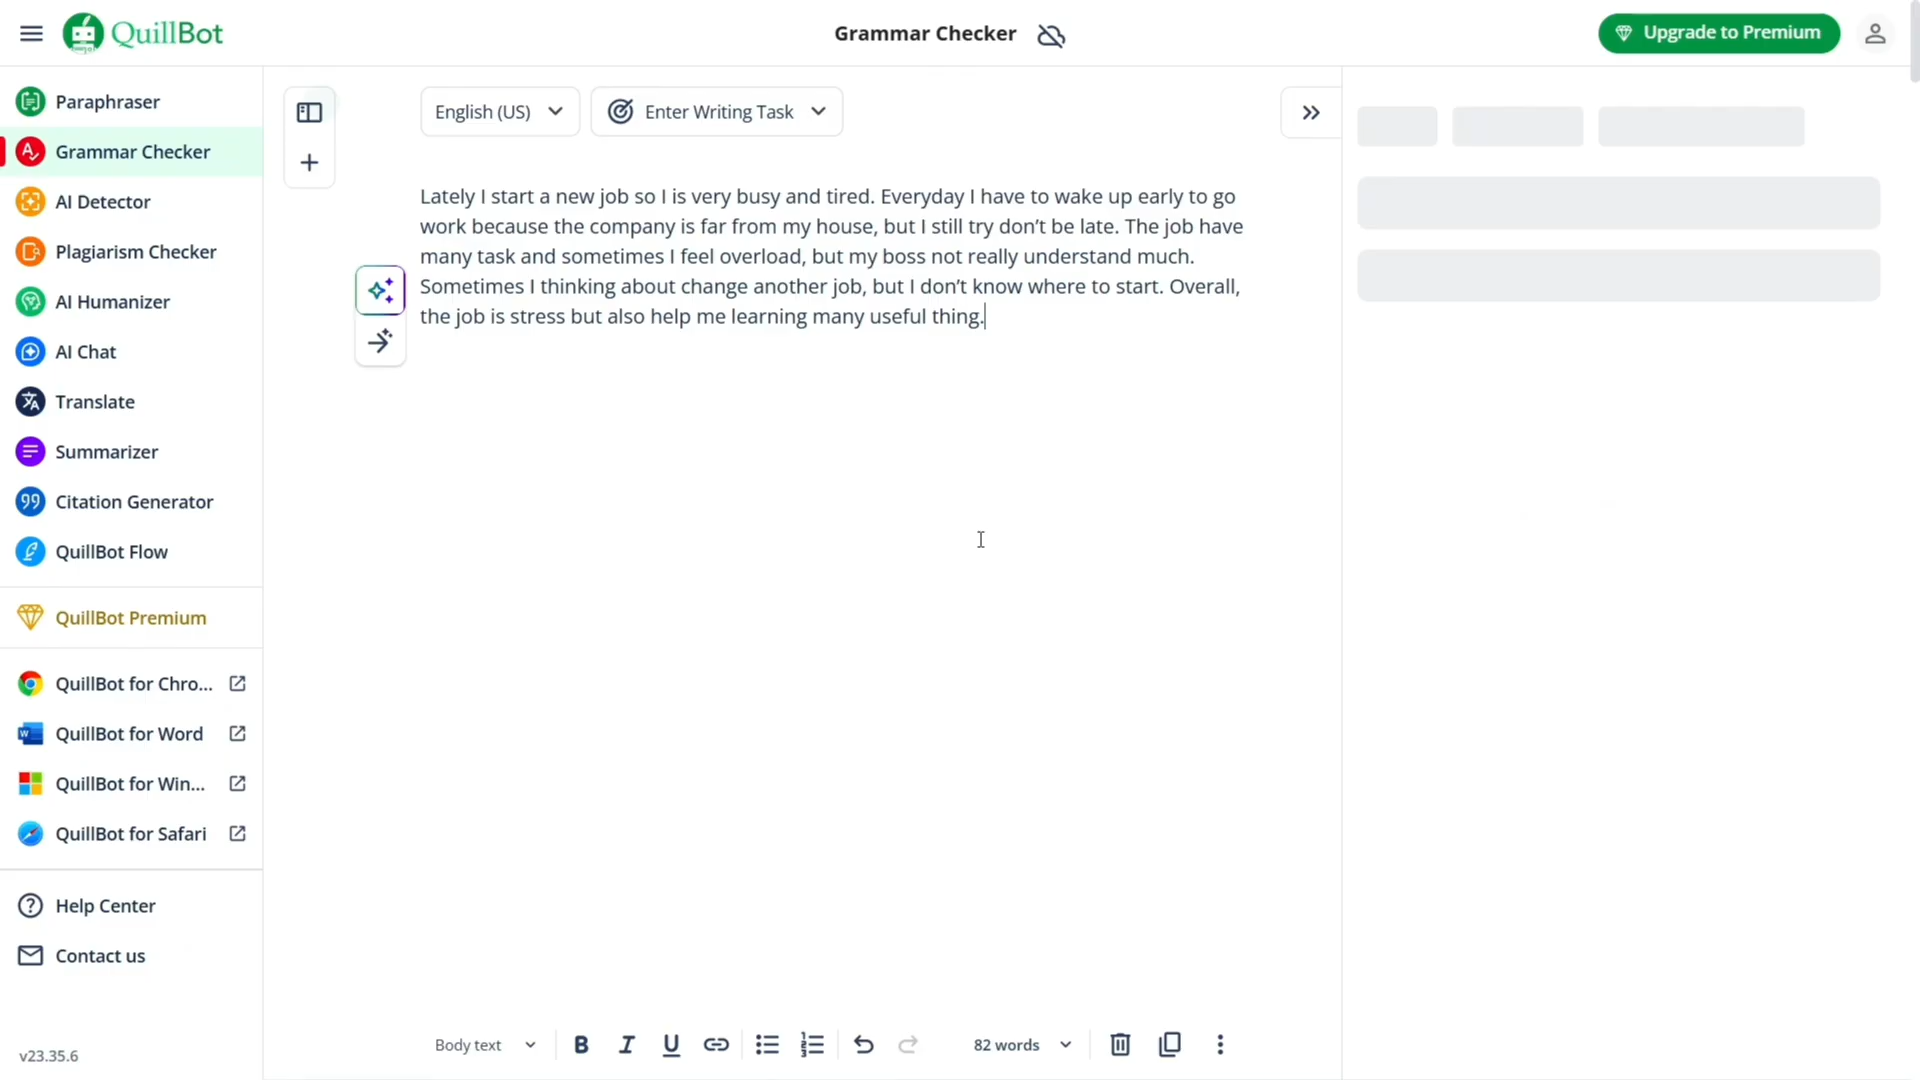 QuillBot
Grammar Checker
Upgrade to Premium
Paraphraser
Grammar Checker
AI Detector
Plagiarism Checker
AI Humanizer
AI Chat
Translate
Summarizer
Citation Generator
QuillBot Flow
QuillBot Premium
QuillBot for Chro...
QuillBot for Word
QuillBot for Win...
QuillBot for Safari
Help Center
Contact us
v23.35.6
English (US)
Enter Writing Task
Lately I start a new job so I is very busy and tired. Everyday I have to wake up early to go
work because the company is far from my house, but I still try don’t be late. The job have
many task and sometimes I feel overload, but my boss not really understand much.
Sometimes I thinking about change another job, but I don’t know where to start. Overall,
the job is stress but also help me learning many useful thing.
Body text
B I U
82 words